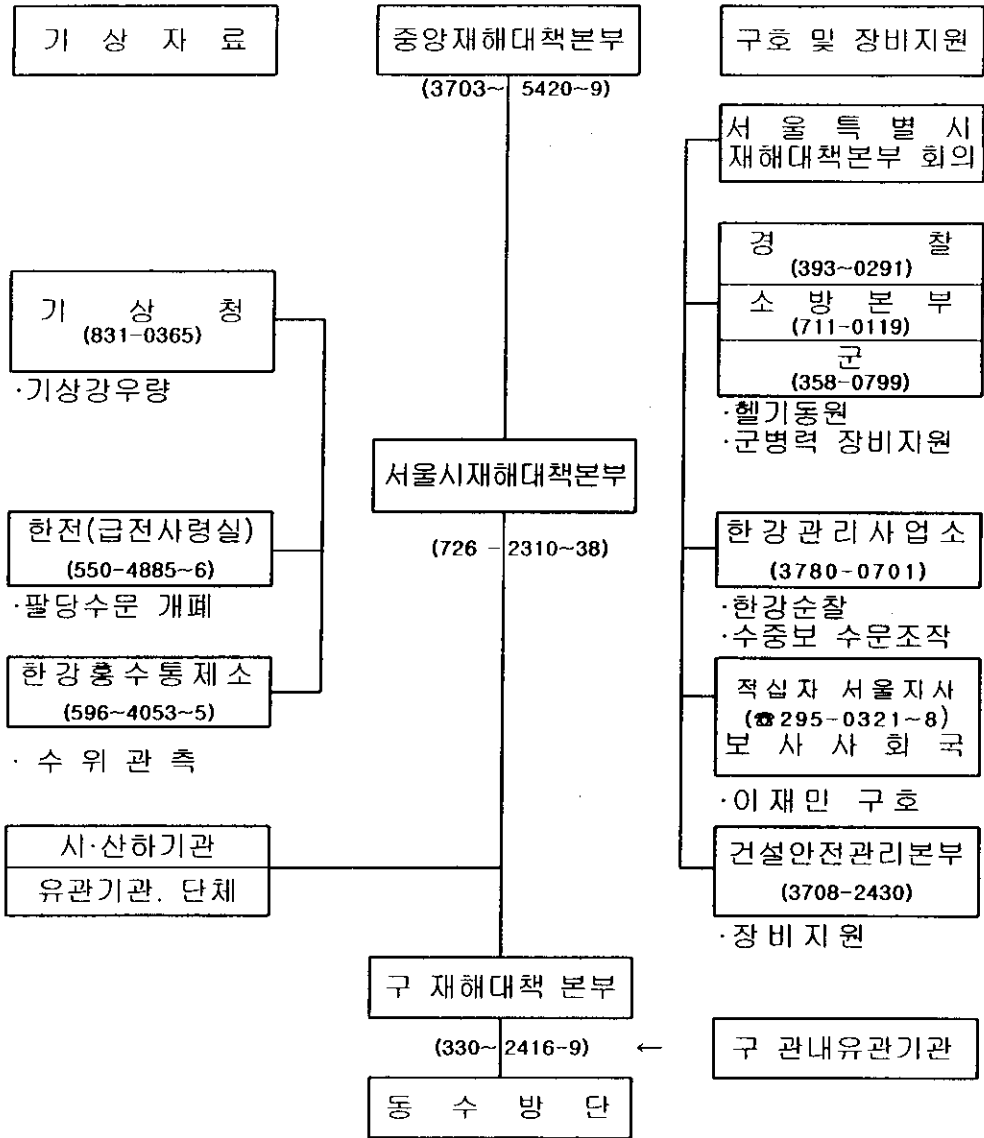 기 상 자 료
중앙재해대책본부
(3703~ 5420~9)
구호 및 장비지원
서 울 특 별 시
재해대책본부 회의
경 찰
(393~0291)
소 방 본 부
(711-0119)
군
(358-0799)
·헬기동원
·군병력 장비지원
기 상 청
(831-0365)
·기상강우량
서울시재해대책본부
(726 - 2310~38)
한전(급전사령실)
(550-4885~6)
·팔당수문 개폐
한강관리사업소
(3780-0701)
·한강순찰
·수중보 수문조작
한강홍수통제소
(596~4053~5)
· 수 위 관 측
적십자 서울지사
(☎295-0321~8)
보 사 사 회 국
·이재민 구호
시·산하기관
유관기관. 단체
건설안전관리본부
(3708-2430)
·장비지원
구 재해대책 본부
(330~ 2416-9) ←
구 관내유관기관
동 수 방 단